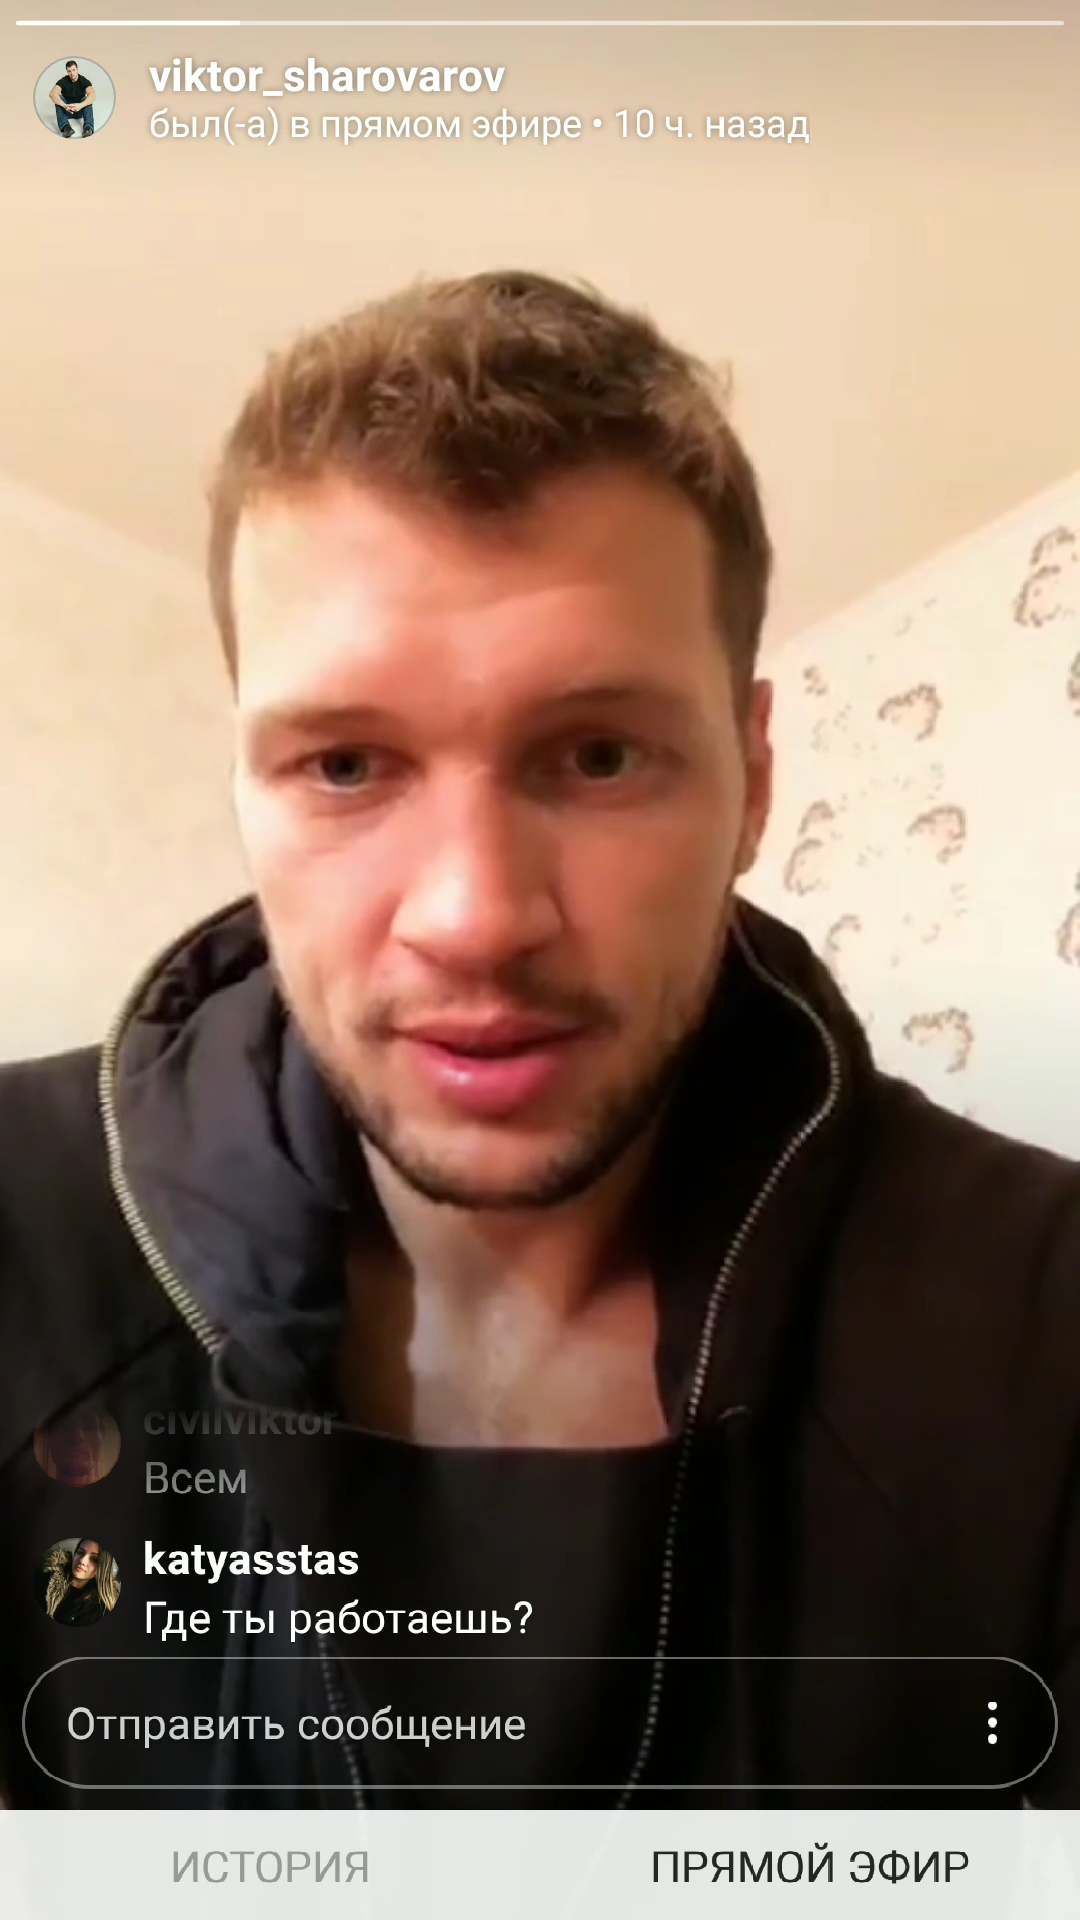 viktor_sharovarov
был(-а) в прямом эфире • 10 ч. назад
civilviktor
Всем
katyasstas
Где ты работаешь?
Отправить сообщение
ИСТОРИЯ
ПРЯМОЙ ЭФИР